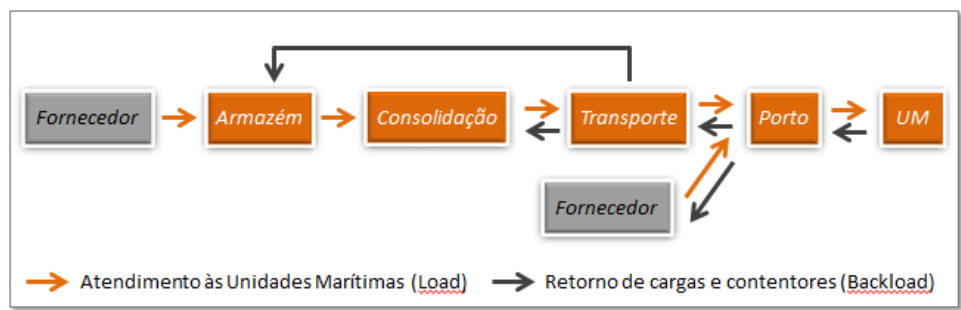 Fornecedor
Armazém
Consolidação
Transporte
Porto
UM
Fornecedor
Atendimento às Unidades Marítimas (Load)
Retorno de cargas e contentores (Backload)